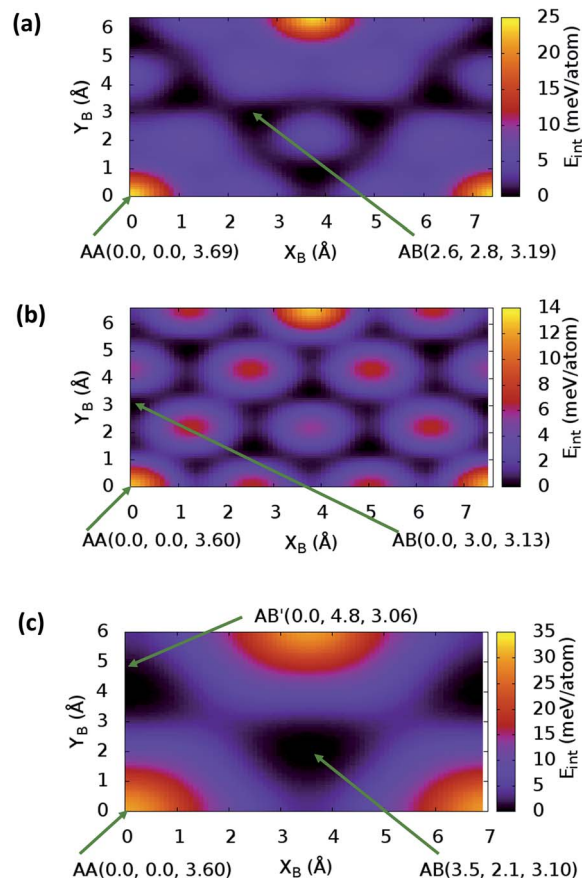 (a)
6
5
4
3
2
1
0
Y_B (Å)
0 1 2 3 4 5 6 7
X_B (Å)
25
20
15
10
5
0
E_int (meV/atom)
AA(0.0, 0.0, 3.69)
AB(2.6, 2.8, 3.19)
(b)
6
5
4
3
2
1
0
Y_B (Å)
0 1 2 3 4 5 6 7
X_B (Å)
14
12
10
8
6
4
2
0
E_int (meV/atom)
AA(0.0, 0.0, 3.60)
AB(0.0, 3.0, 3.13)
(c)
AB'(0.0, 4.8, 3.06)
6
5
4
3
2
1
0
Y_B (Å)
0 1 2 3 4 5 6 7
X_B (Å)
35
30
25
20
15
10
5
0
E_int (meV/atom)
AA(0.0, 0.0, 3.60)
AB(3.5, 2.1, 3.10)